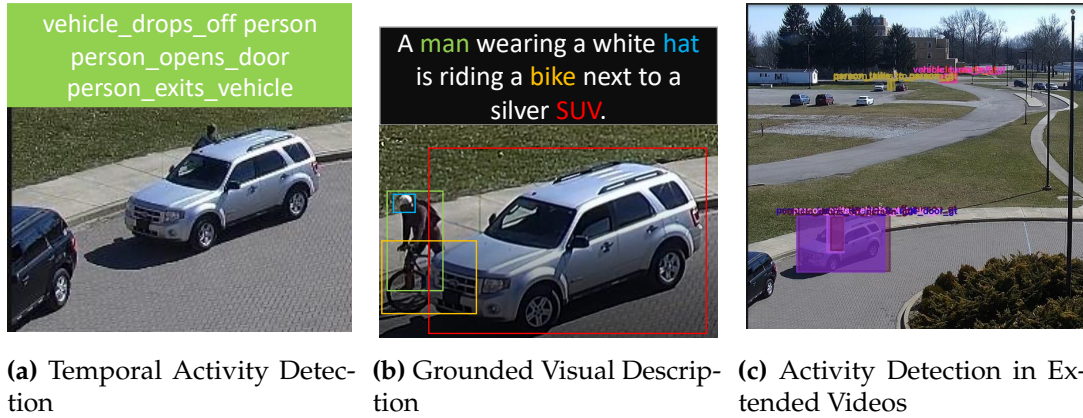 vehicle_drops_off person
person_opens_door
person_exits_vehicle
A man wearing a white hat
is riding a bike next to a
silver SUV.
(a) Temporal Activity Detec-
tion
(b) Grounded Visual Descrip-
tion
(c) Activity Detection in Ex-
tended Videos